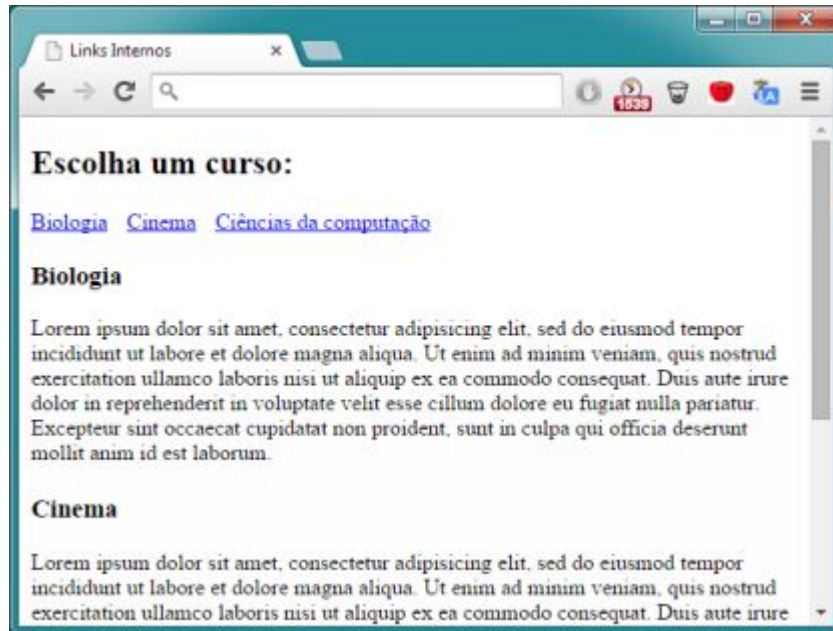 Links Internos
1539
Escolha um curso:
Biologia Cinema Ciências da computação
Biologia
Lorem ipsum dolor sit amet, consectetur adipisicing elit, sed do eiusmod tempor
incididunt ut labore et dolore magna aliqua. Ut enim ad minim veniam, quis nostrud
exercitation ullamco laboris nisi ut aliquip ex ea commodo consequat. Duis aute irure
dolor in reprehenderit in voluptate velit esse cillum dolore eu fugiat nulla pariatur.
Excepteur sint occaecat cupidatat non proident, sunt in culpa qui officia deserunt
mollit anim id est laborum.
Cinema
Lorem ipsum dolor sit amet, consectetur adipisicing elit, sed do eiusmod tempor
incididunt ut labore et dolore magna aliqua. Ut enim ad minim veniam, quis nostrud
exercitation ullamco laboris nisi ut aliquip ex ea commodo consequat. Duis aute irure